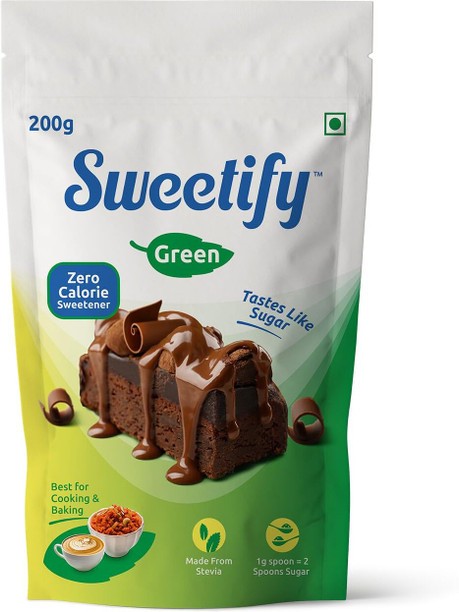 200g
Sweetify™
Green
Zero
Calorie
Sweetener
Tastes Like
Sugar
Best for
Cooking &
Baking
Made From
Stevia
1g spoon = 2
Spoons Sugar